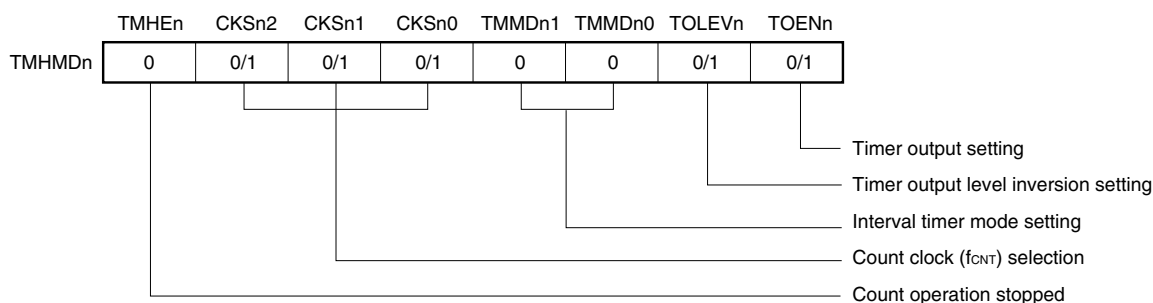 TMHEn CKSn2 CKSn1 CKSn0 TMMDn1 TMMDn0 TOLEVn TOENn
TMHMDn 0 0/1 0/1 0/1 0 0 0/1 0/1
Timer output setting
Timer output level inversion setting
Interval timer mode setting
Count clock (fCNT) selection
Count operation stopped